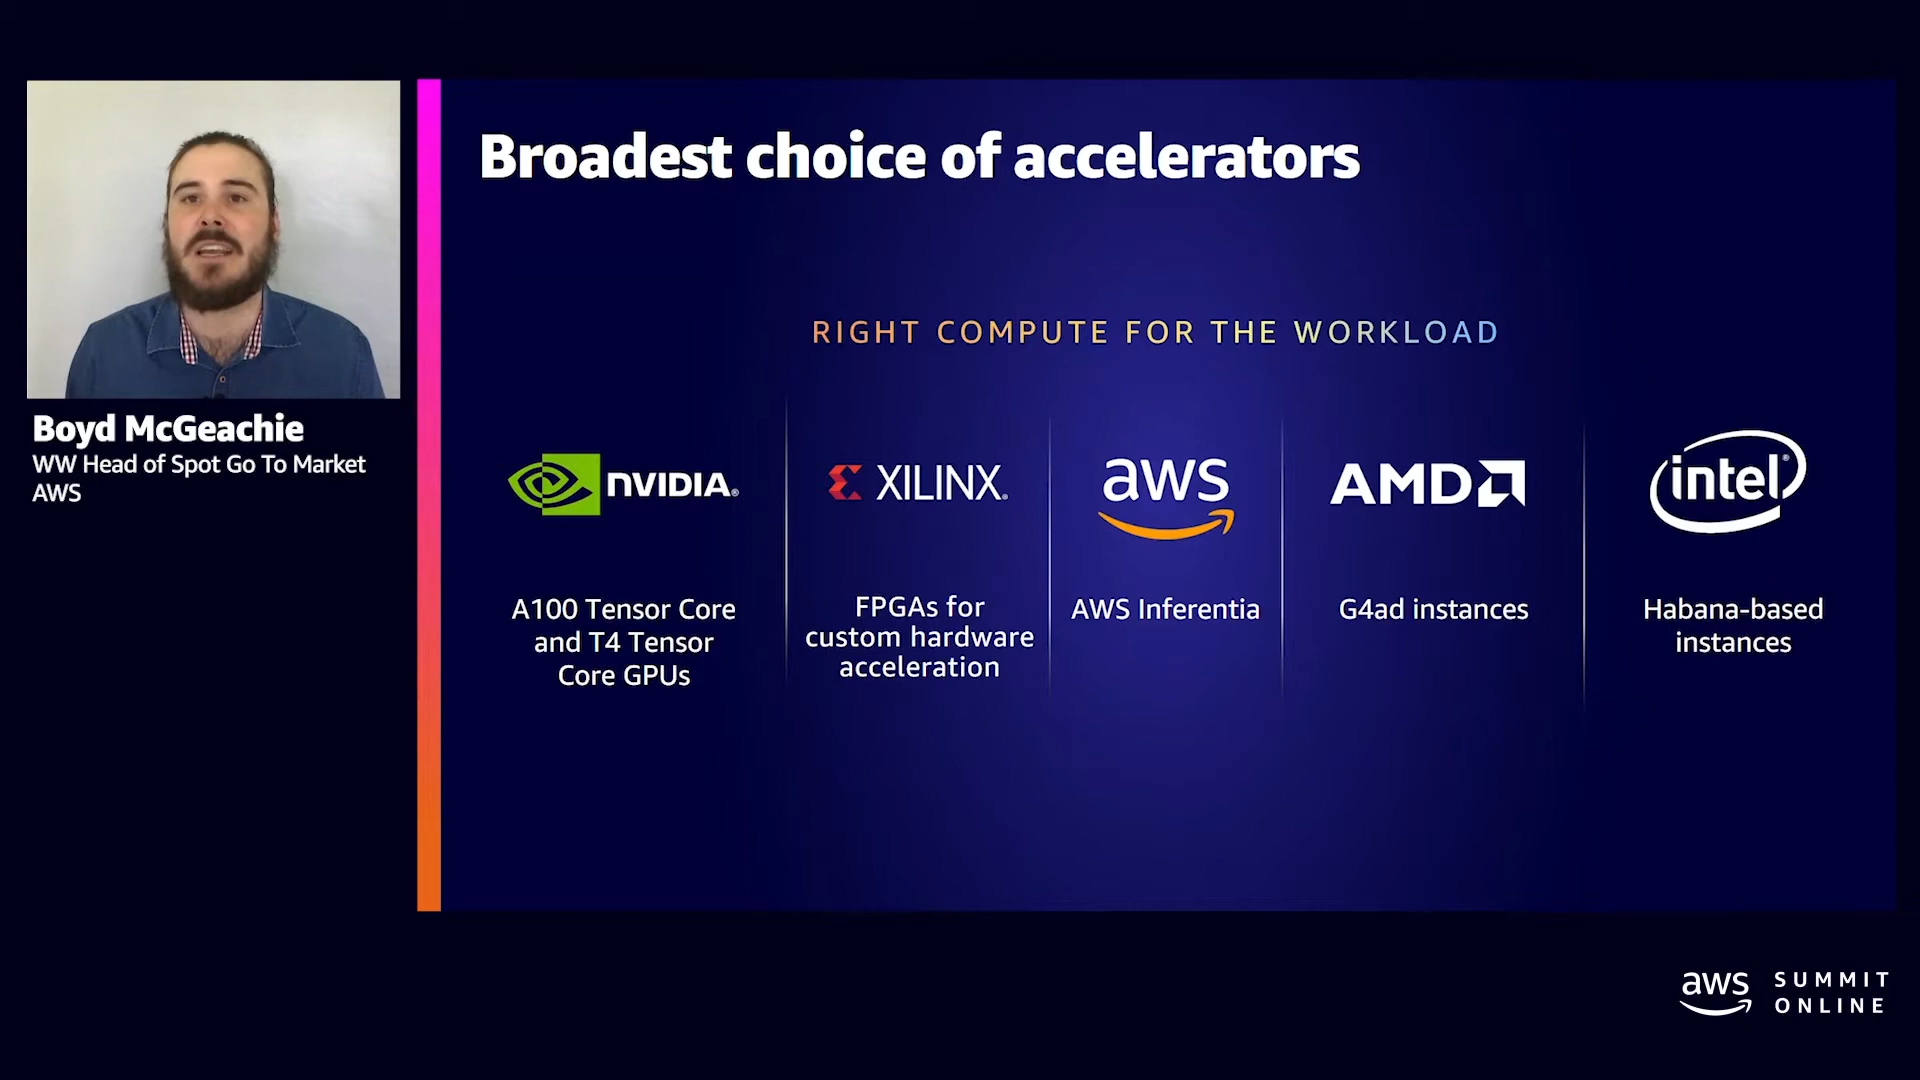 Broadest choice of accelerators
RIGHT COMPUTE FOR THE WORKLOAD
Boyd McGeachie
WW Head of Spot Go To Market
AWS
NVIDIA®
A100 Tensor Core
and T4 Tensor
Core GPUs
XILINX®
FPGAs for
custom hardware
acceleration
aws
AWS Inferentia
AMD
G4ad instances
intel®
Habana-based
instances
aws
SUMMIT
ONLINE